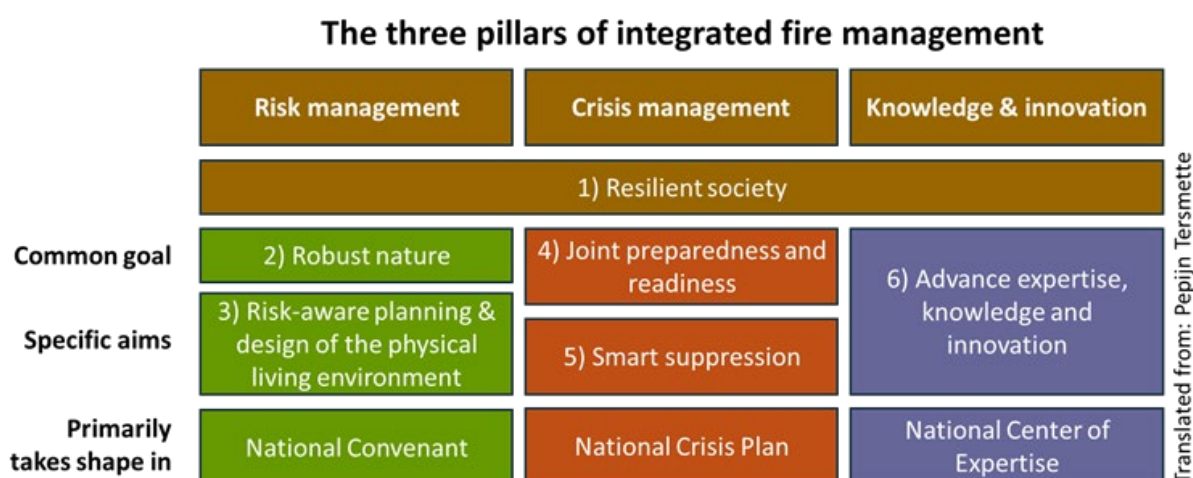 The three pillars of integrated fire management
Risk management
Crisis management
Knowledge & innovation
1) Resilient society
Common goal
2) Robust nature
4) Joint preparedness and
readiness
6) Advance expertise,
knowledge and
innovation
Specific aims
3) Risk-aware planning &
design of the physical
living environment
5) Smart suppression
Primarily
takes shape in
National Convenant
National Crisis Plan
National Center of
Expertise
Translated from: Pepijn Tersmette